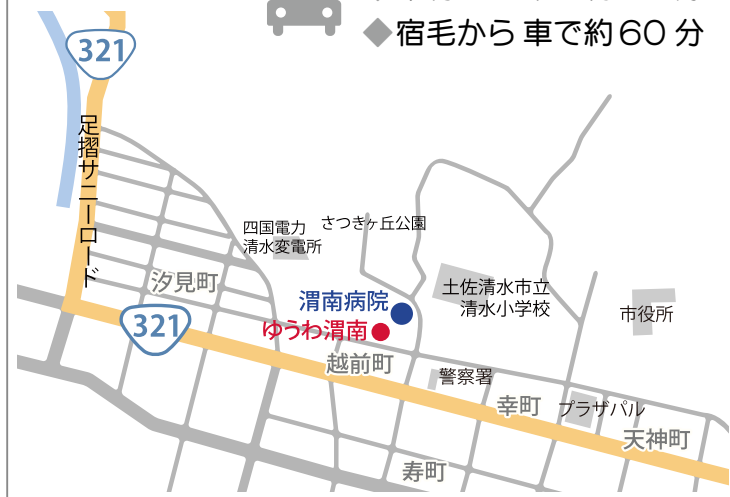 ◆宿毛から 車で約60 分
321
足摺サニーロード
四国電力
清水変電所
さつきヶ丘公園
汐見町
渭南病院
土佐清水市立
清水小学校
市役所
321
ゆうわ渭南
越前町
警察署
幸町
プラザパル
天神町
寿町